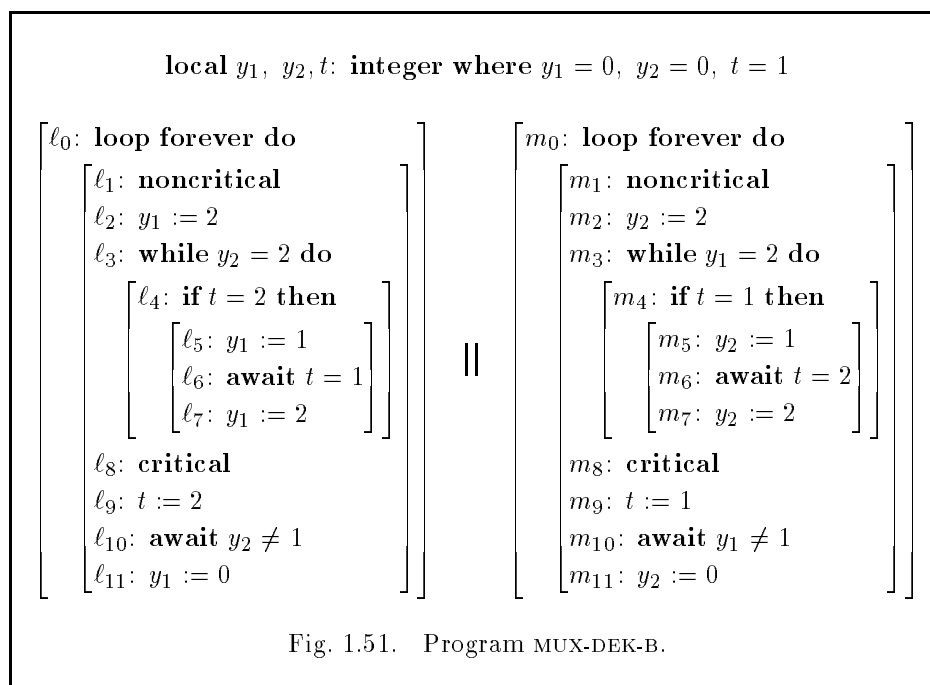 local y₁, y₂, t: integer where y₁ = 0, y₂ = 0, t = 1
ℓ₀: loop forever do
ℓ₁: noncritical
ℓ₂: y₁ := 2
ℓ₃: while y₂ = 2 do
ℓ₄: if t = 2 then
ℓ₅: y₁ := 1
ℓ₆: await t = 1
ℓ₇: y₁ := 2
ℓ₈: critical
ℓ₉: t := 2
ℓ₁₀: await y₂ ≠ 1
ℓ₁₁: y₁ := 0
||
m₀: loop forever do
m₁: noncritical
m₂: y₂ := 2
m₃: while y₁ = 2 do
m₄: if t = 1 then
m₅: y₂ := 1
m₆: await t = 2
m₇: y₂ := 2
m₈: critical
m₉: t := 1
m₁₀: await y₁ ≠ 1
m₁₁: y₂ := 0
Fig. 1.51. Program MUX-DEK-B.